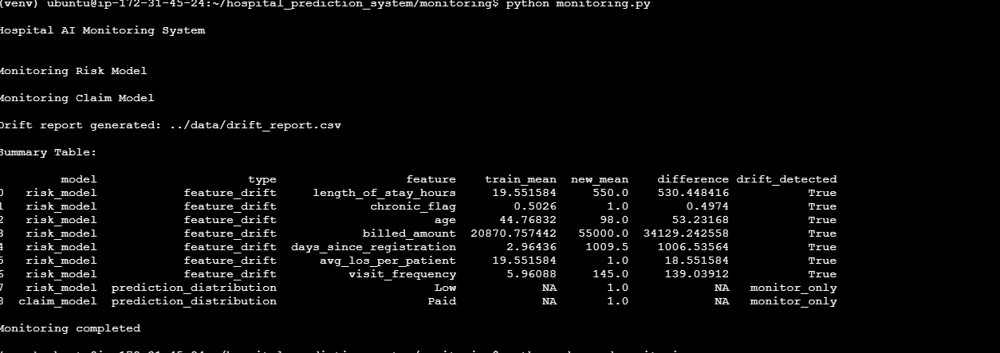 (venv) ubuntu@ip-172-31-45-24:~/hospital_prediction_system/monitoring$ python monitoring.py
Hospital AI Monitoring System
Monitoring Risk Model
Monitoring Claim Model
Drift report generated: ../data/drift_report.csv
Summary Table:
model type feature train_mean new_mean difference drift_detected
0 risk_model feature_drift length_of_stay_hours 19.551584 550.0 530.448416 True
1 risk_model feature_drift chronic_flag 0.5026 1.0 0.4974 True
2 risk_model feature_drift age 44.76832 98.0 53.23168 True
3 risk_model feature_drift billed_amount 20870.757442 55000.0 34129.242558 True
4 risk_model feature_drift days_since_registration 2.96436 1009.5 1006.53564 True
5 risk_model feature_drift avg_los_per_patient 19.551584 1.0 18.551584 True
6 risk_model feature_drift visit_frequency 5.96088 145.0 139.03912 True
7 risk_model prediction_distribution Low NA 1.0 NA monitor_only
8 claim_model prediction_distribution Paid NA 1.0 NA monitor_only
Monitoring completed